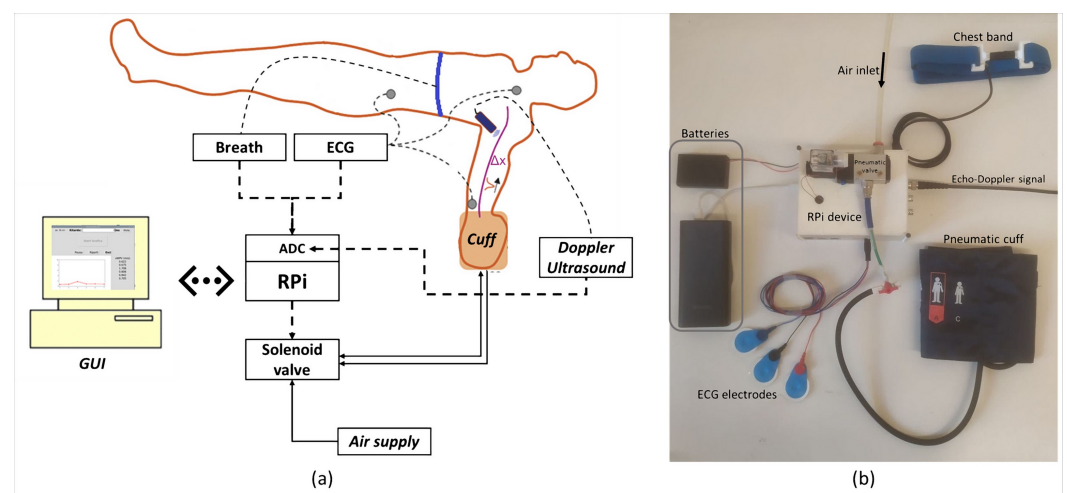 Breath
ECG
Δx
Cuff
ADC
RPi
Doppler
Ultrasound
GUI
Solenoid
valve
Air supply
(a)
Chest band
Air inlet
Batteries
Pneumatic
valve
Echo-Doppler signal
RPi device
Pneumatic cuff
C
ECG electrodes
(b)